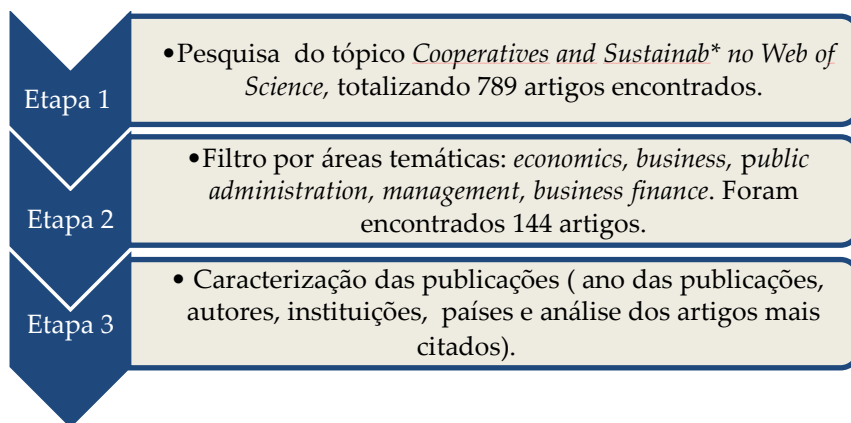 Etapa 1
•Pesquisa do tópico Cooperatives and Sustainab* no Web of
Science, totalizando 789 artigos encontrados.
Etapa 2
•Filtro por áreas temáticas: economics, business, public
administration, management, business finance. Foram
encontrados 144 artigos.
Etapa 3
• Caracterização das publicações ( ano das publicações,
autores, instituições, países e análise dos artigos mais
citados).